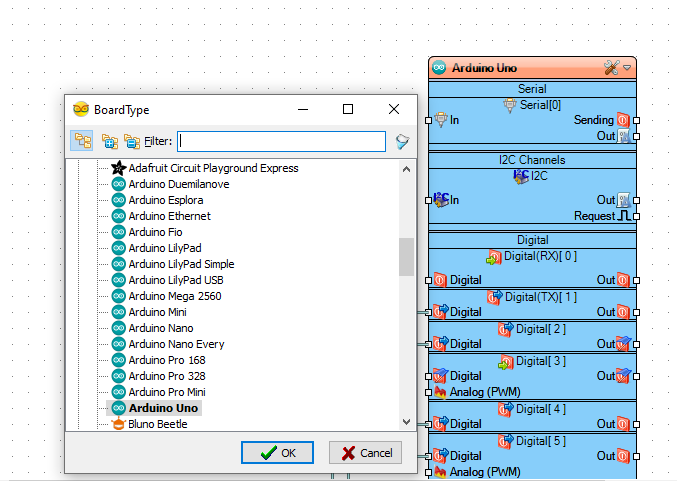 Arduino Uno
Serial
Serial[0]
In
Sending
Out
I2C Channels
I2C
In
Out
Request
Digital
Digital(RX)[ 0 ]
Digital
Out
Digital(TX)[ 1 ]
Digital
Out
Digital[ 2 ]
Digital
Out
Digital[ 3 ]
Digital
Out
Analog (PWM)
Digital[ 4 ]
Digital
Out
Digital[ 5 ]
Digital
Out
Analog (PWM)
BoardType
Filter:
Adafruit Circuit Playground Express
Arduino Duemilanove
Arduino Esplora
Arduino Ethernet
Arduino Fio
Arduino LilyPad
Arduino LilyPad Simple
Arduino LilyPad USB
Arduino Mega 2560
Arduino Mini
Arduino Nano
Arduino Nano Every
Arduino Pro 168
Arduino Pro 328
Arduino Pro Mini
Arduino Uno
Bluno Beetle
OK
Cancel